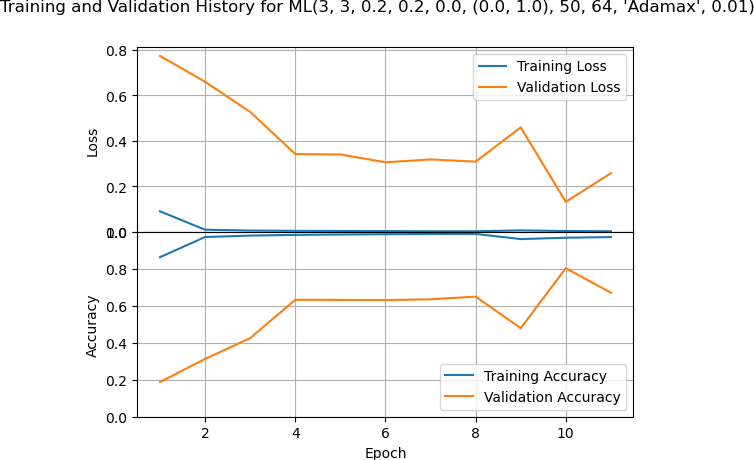 Training and Validation History for ML(3, 3, 0.2, 0.2, 0.0, (0.0, 1.0), 50, 64, 'Adamax', 0.01)
0.8
0.6
0.4
0.2
Loss
Training Loss
Validation Loss
1.0
0.8
0.6
0.4
0.2
0.0
Accuracy
Training Accuracy
Validation Accuracy
2 4 6 8 10
Epoch